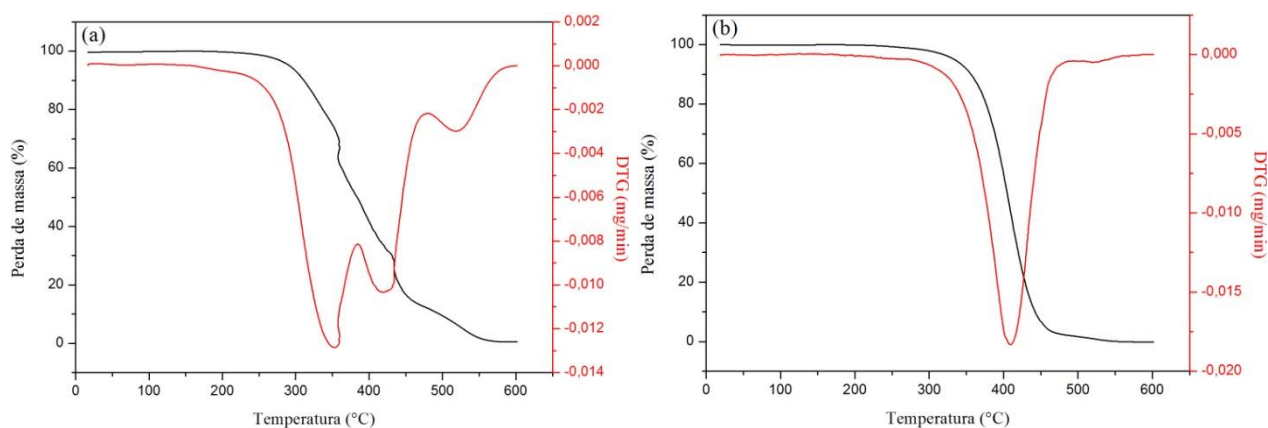 (a)
Perda de massa (%)
100
80
60
40
20
0
0 100 200 300 400 500 600
Temperatura (°C)
0,002
0,000
-0,002
-0,004
-0,006
-0,008
-0,010
-0,012
-0,014
DTG (mg/min)
(b)
Perda de massa (%)
100
80
60
40
20
0
0 100 200 300 400 500 600
Temperatura (°C)
0,000
-0,005
-0,010
-0,015
-0,020
DTG (mg/min)